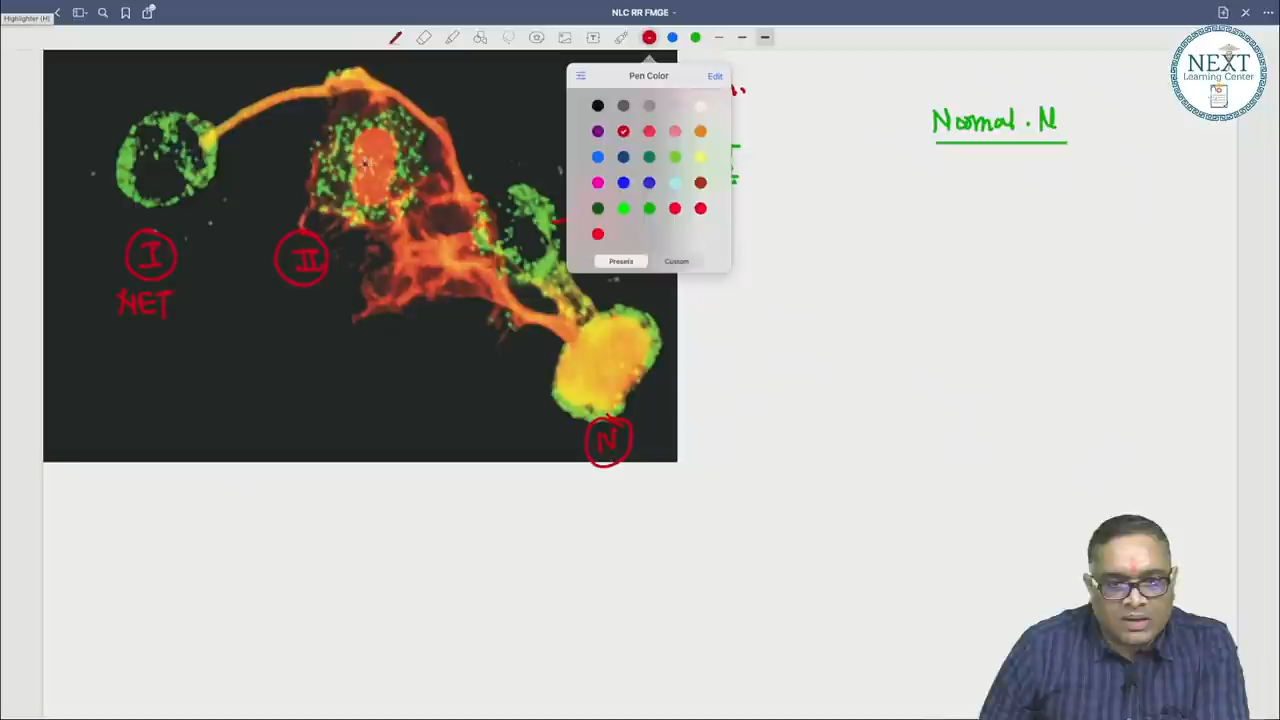 Highlighter (H)
NLC RR FMGE
Pen Color
Edit
Presets
Custom
NEXT
Learning Center
Normal. N
I
II
NET
N